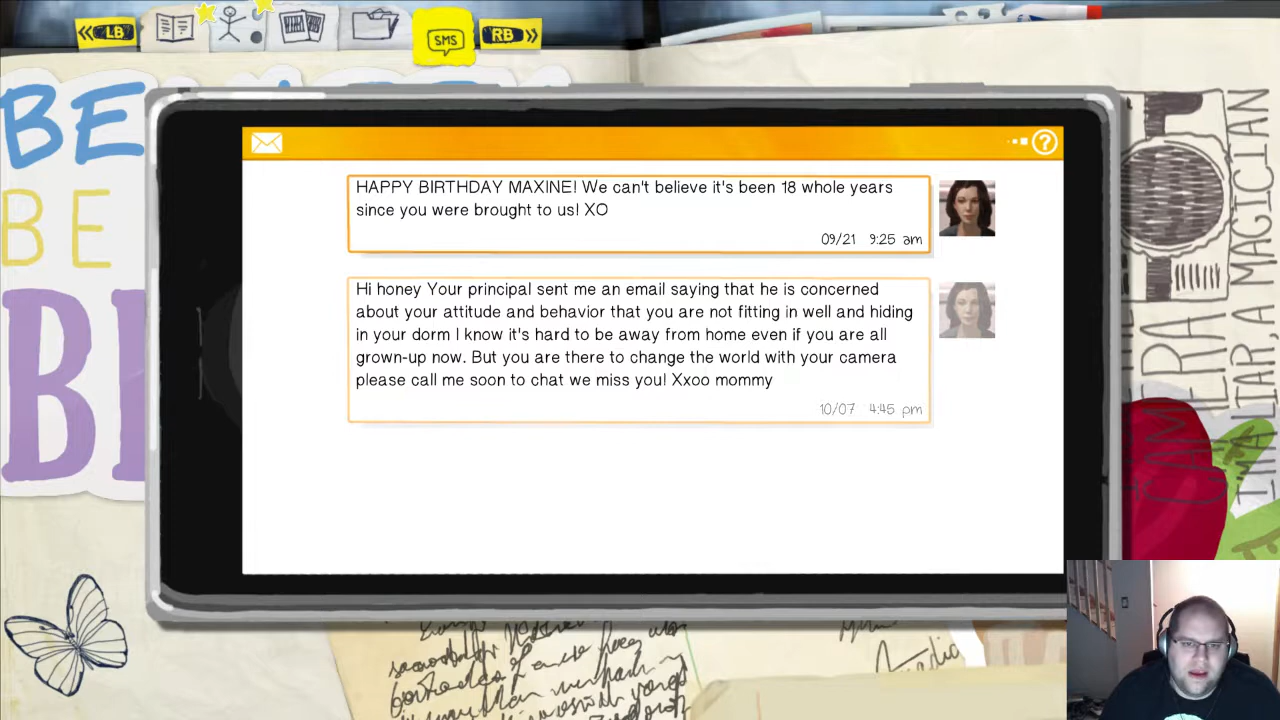 LB
SMS
RB
BE
BE
HAPPY BIRTHDAY MAXINE! We can't believe it's been 18 whole years
since you were brought to us! XO
09/21 9:25 am
Hi honey Your principal sent me an email saying that he is concerned
about your attitude and behavior that you are not fitting in well and hiding
in your dorm I know it's hard to be away from home even if you are all
grown-up now. But you are there to change the world with your camera
please call me soon to chat we miss you! Xxoo mommy
10/07 4:45 pm
CAMERA
A MAGICIAN